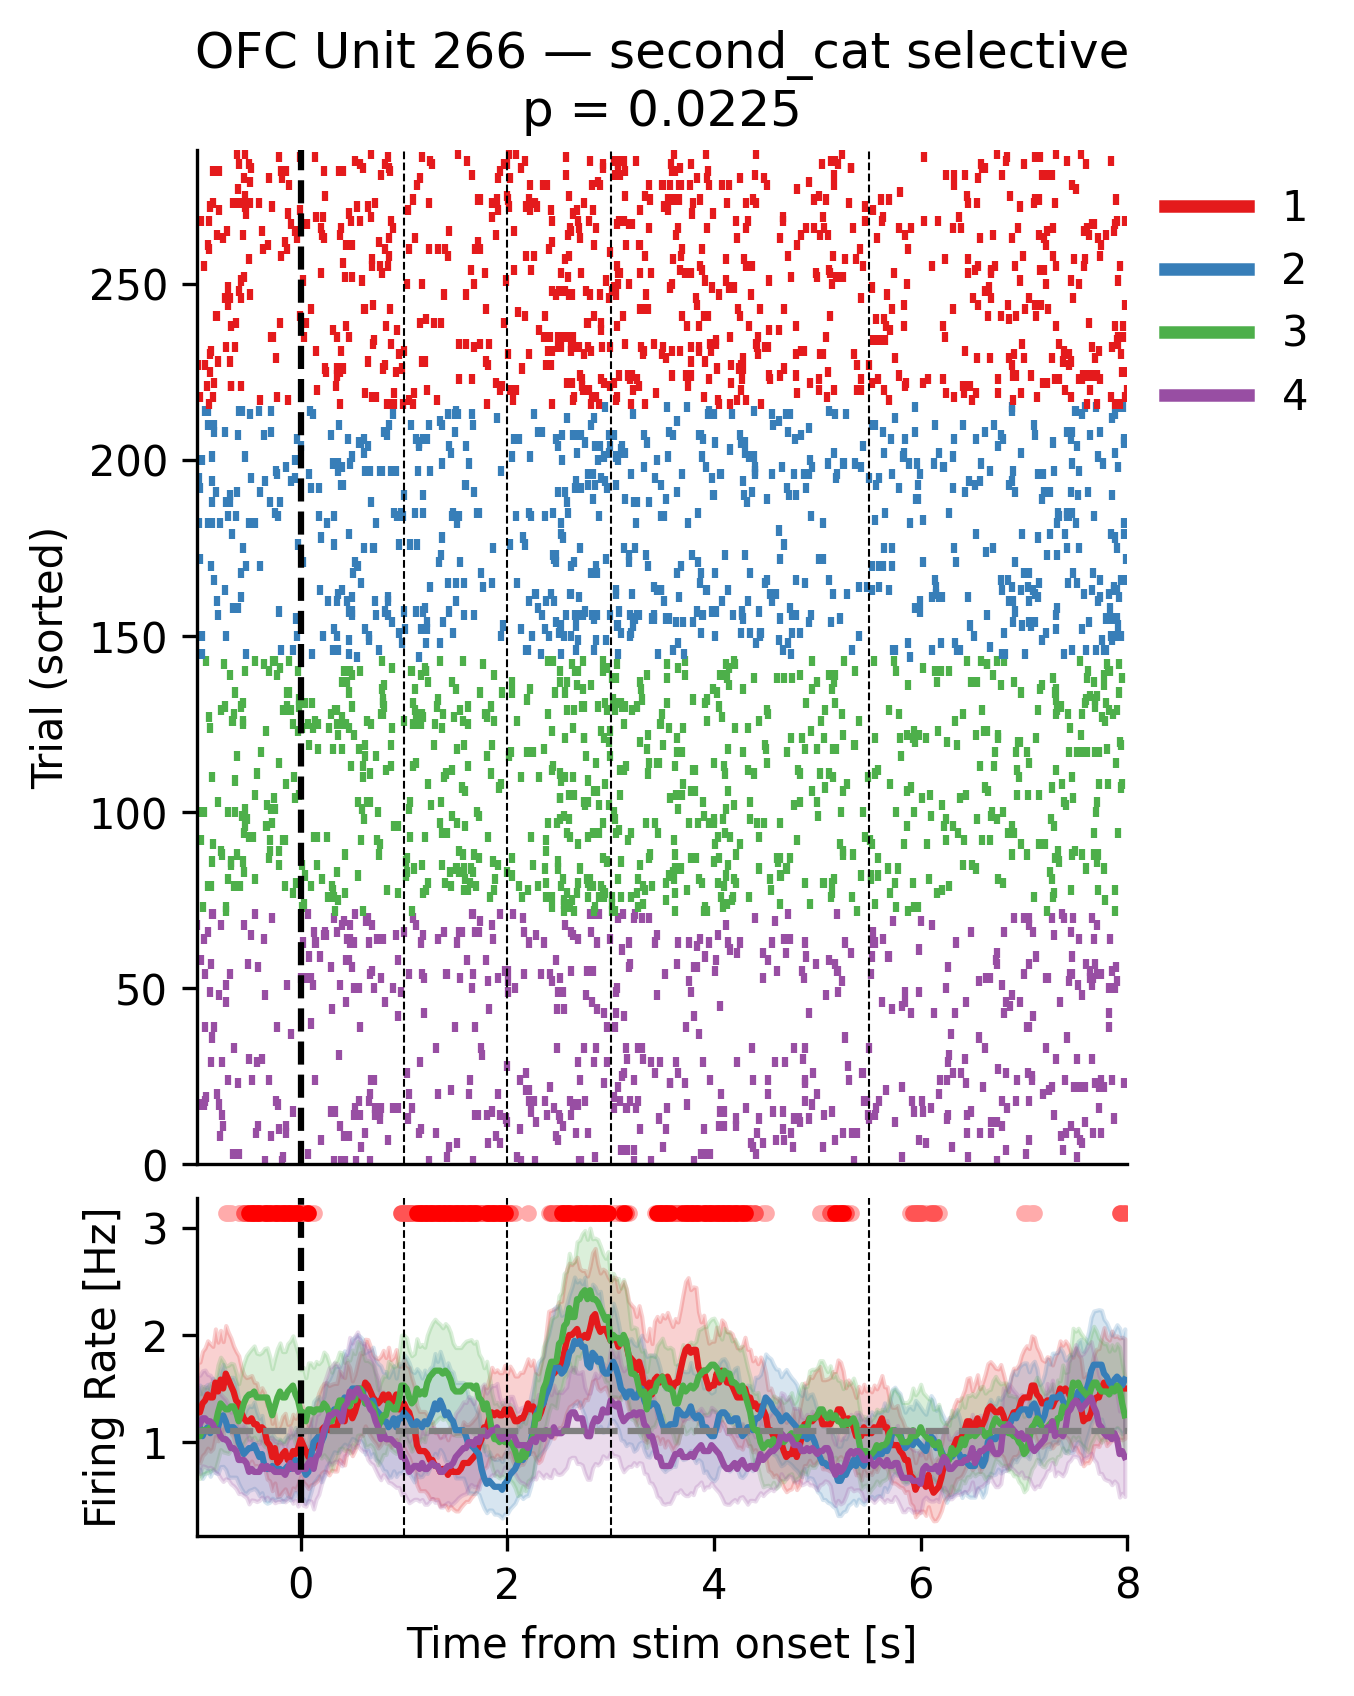 OFC Unit 266 — second_cat selective
p = 0.0225
1
2
3
4
250
200
150
100
50
0
Trial (sorted)
3
2
1
Firing Rate [Hz]
0 2 4 6 8
Time from stim onset [s]